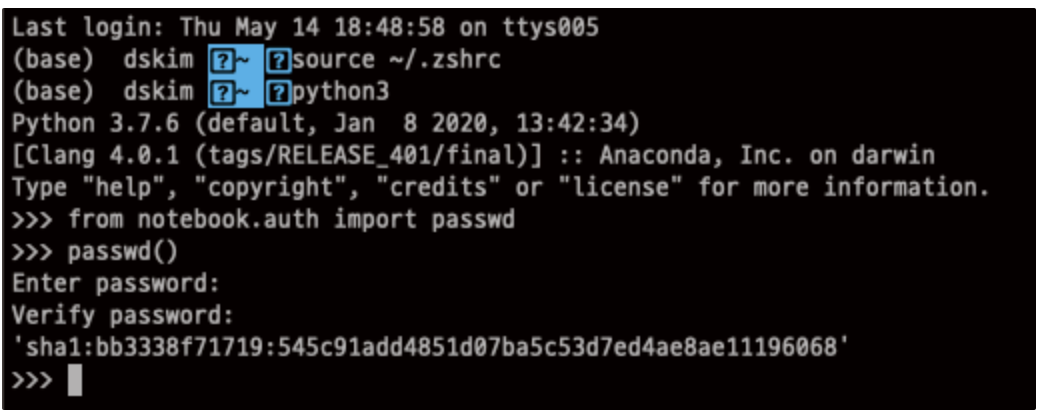 Last login: Thu May 14 18:48:58 on ttys005
(base)  dskim ?~ ?source ~/.zshrc
(base)  dskim ?~ ?python3
Python 3.7.6 (default, Jan  8 2020, 13:42:34)
[Clang 4.0.1 (tags/RELEASE_401/final)] :: Anaconda, Inc. on darwin
Type "help", "copyright", "credits" or "license" for more information.
>>> from notebook.auth import passwd
>>> passwd()
Enter password:
Verify password:
'sha1:bb3338f71719:545c91add4851d07ba5c53d7ed4ae8ae11196068'
>>>